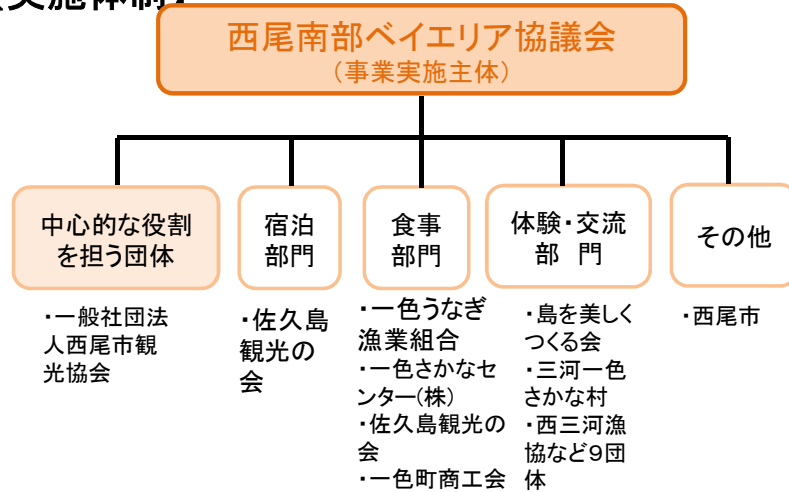 西尾南部ベイエリア協議会
(事業実施主体)
中心的な役割
を担う団体
宿泊
部門
食事
部門
体験・交流
部 門
その他
・一般社団法
人西尾市観
光協会
・佐久島
観光の
会
・一色うなぎ
漁業組合
・一色さかなセ
ンター(株)
・佐久島観光の
会
・一色町商工会
・島を美しく
つくる会
・三河一色
さかな村
・西三河漁
協など9団
体
・西尾市